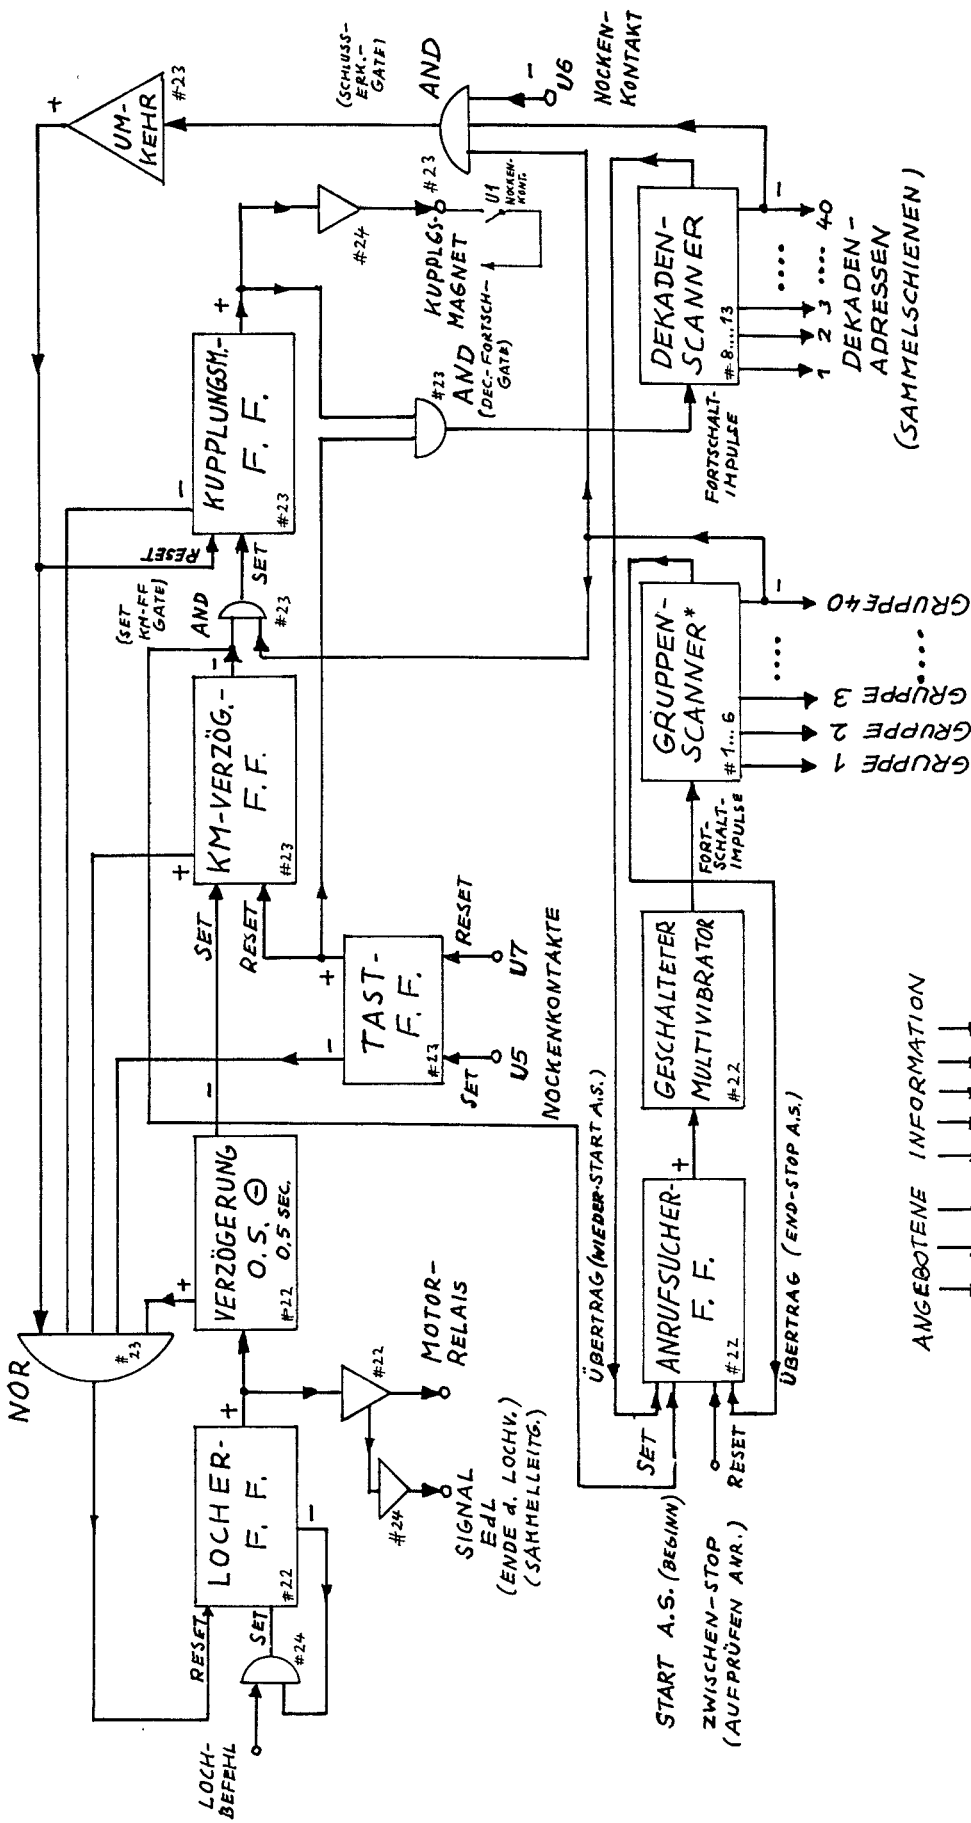 NOR
#
23
LOCH-
BEFEHL
RESET
SET
#24
LOCHER-
F. F.
#22
+
−
#22
#24
SIGNAL
EdL
(ENDE d. LOCHV.)
(SAMMELLEITG.)
MOTOR-
RELAIS
VERZÖGERUNG
O. S. ⊖
#22 0,5 SEC.
+
−
TAST-
F. F.
#23
−
+
SET
RESET
U5
U7
NOCKENKONTAKTE
SET
RESET
KM-VERZÖG.-
F. F.
#23
+
−
(SET
KM-FF
GATE)
AND
#23
RESET
SET
KUPPLUNGSM.-
F. F.
#23
−
+
#24
KUPPLGS-
MAGNET
#23
U1
NOCKEN-
KONT.
AND
(DEC.-FORTSCH-
GATE)
#23
UM-
KEHR
#23
+
(SCHLUSS-
ERK.-
GATE)
AND
−
U6
NOCKEN-
KONTAKT
START A.S. (BEGINN)
ZWISCHEN-STOP
(AUFPRÜFEN ANR.)
SET
RESET
ANRUFSUCHER-
F. F.
#22
+
ÜBERTRAG (WIEDER-START A.S.)
ÜBERTRAG (END-STOP A.S.)
GESCHALTETER
MULTIVIBRATOR
#22
FORT-
SCHALT-
IMPULSE
GRUPPEN-
SCANNER*
#1...6
−
GRUPPE 1
GRUPPE 2
GRUPPE 3
.....
GRUPPE 40
FORTSCHALT-
IMPULSE
DEKADEN-
SCANNER
#8...13
−
1 2 3 .... 40
DEKADEN-
ADRESSEN
(SAMMELSCHIENEN)
ANGEBOTENE INFORMATION